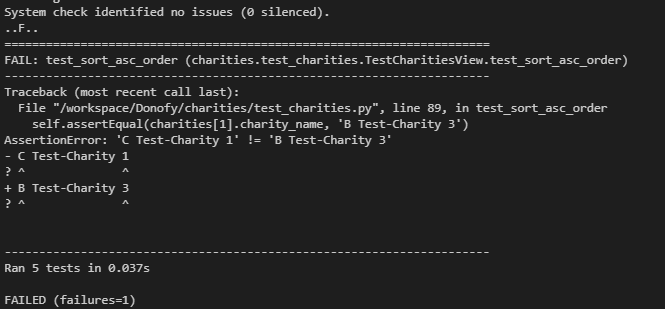 System check identified no issues (0 silenced).
..F..
======================================================================
FAIL: test_sort_asc_order (charities.test_charities.TestCharitiesView.test_sort_asc_order)
----------------------------------------------------------------------
Traceback (most recent call last):
  File "/workspace/Donofy/charities/test_charities.py", line 89, in test_sort_asc_order
    self.assertEqual(charities[1].charity_name, 'B Test-Charity 3')
AssertionError: 'C Test-Charity 1' != 'B Test-Charity 3'
- C Test-Charity 1
? ^              ^
+ B Test-Charity 3
? ^              ^
----------------------------------------------------------------------
Ran 5 tests in 0.037s
FAILED (failures=1)